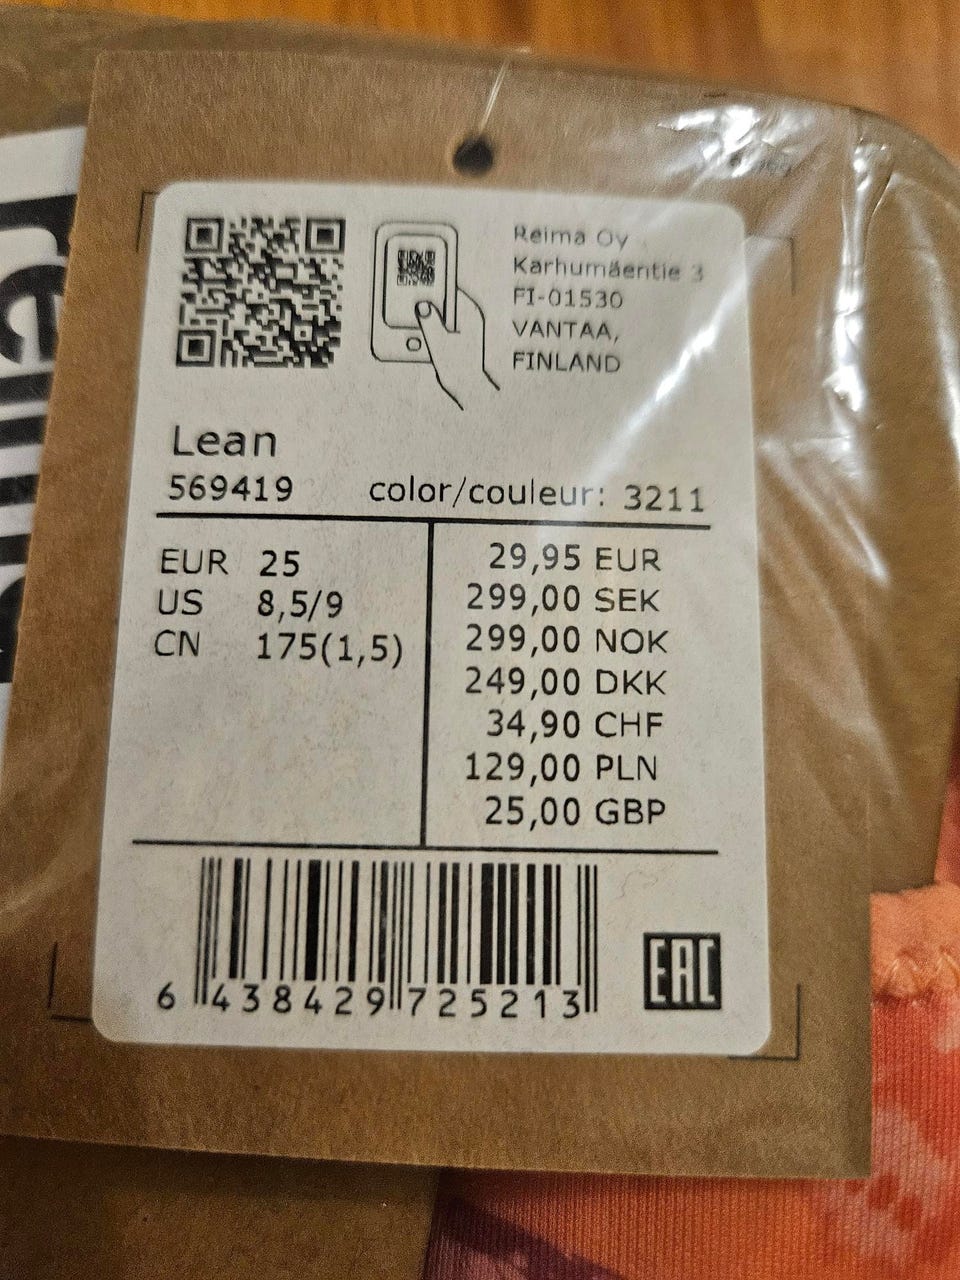 Reima Oy
Karhumäentie 3
FI-01530
VANTAA,
FINLAND
Lean
569419 color/couleur: 3211
EUR 25
US 8,5/9
CN 175(1,5)
29,95 EUR
299,00 SEK
299,00 NOK
249,00 DKK
34,90 CHF
129,00 PLN
25,00 GBP
6 438429 725213
EAC